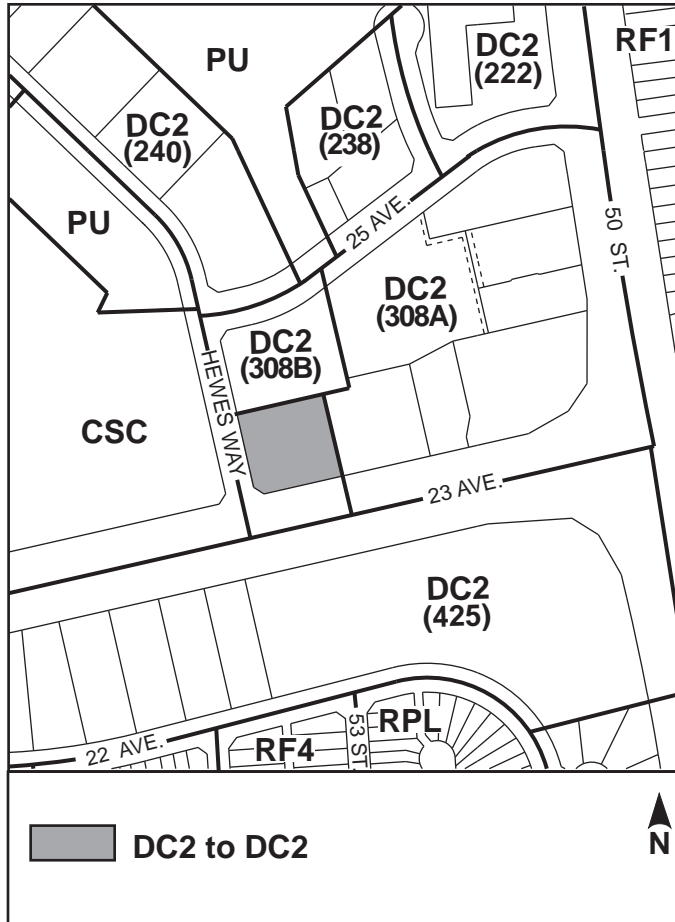 PU
DC2
(222)
RF1
DC2
(240)
DC2
(238)
PU
25 AVE.
50 ST.
DC2
(308A)
DC2
(308B)
HEWES WAY
CSC
23 AVE.
DC2
(425)
22 AVE.
RF4
53 ST.
RPL
DC2 to DC2
N